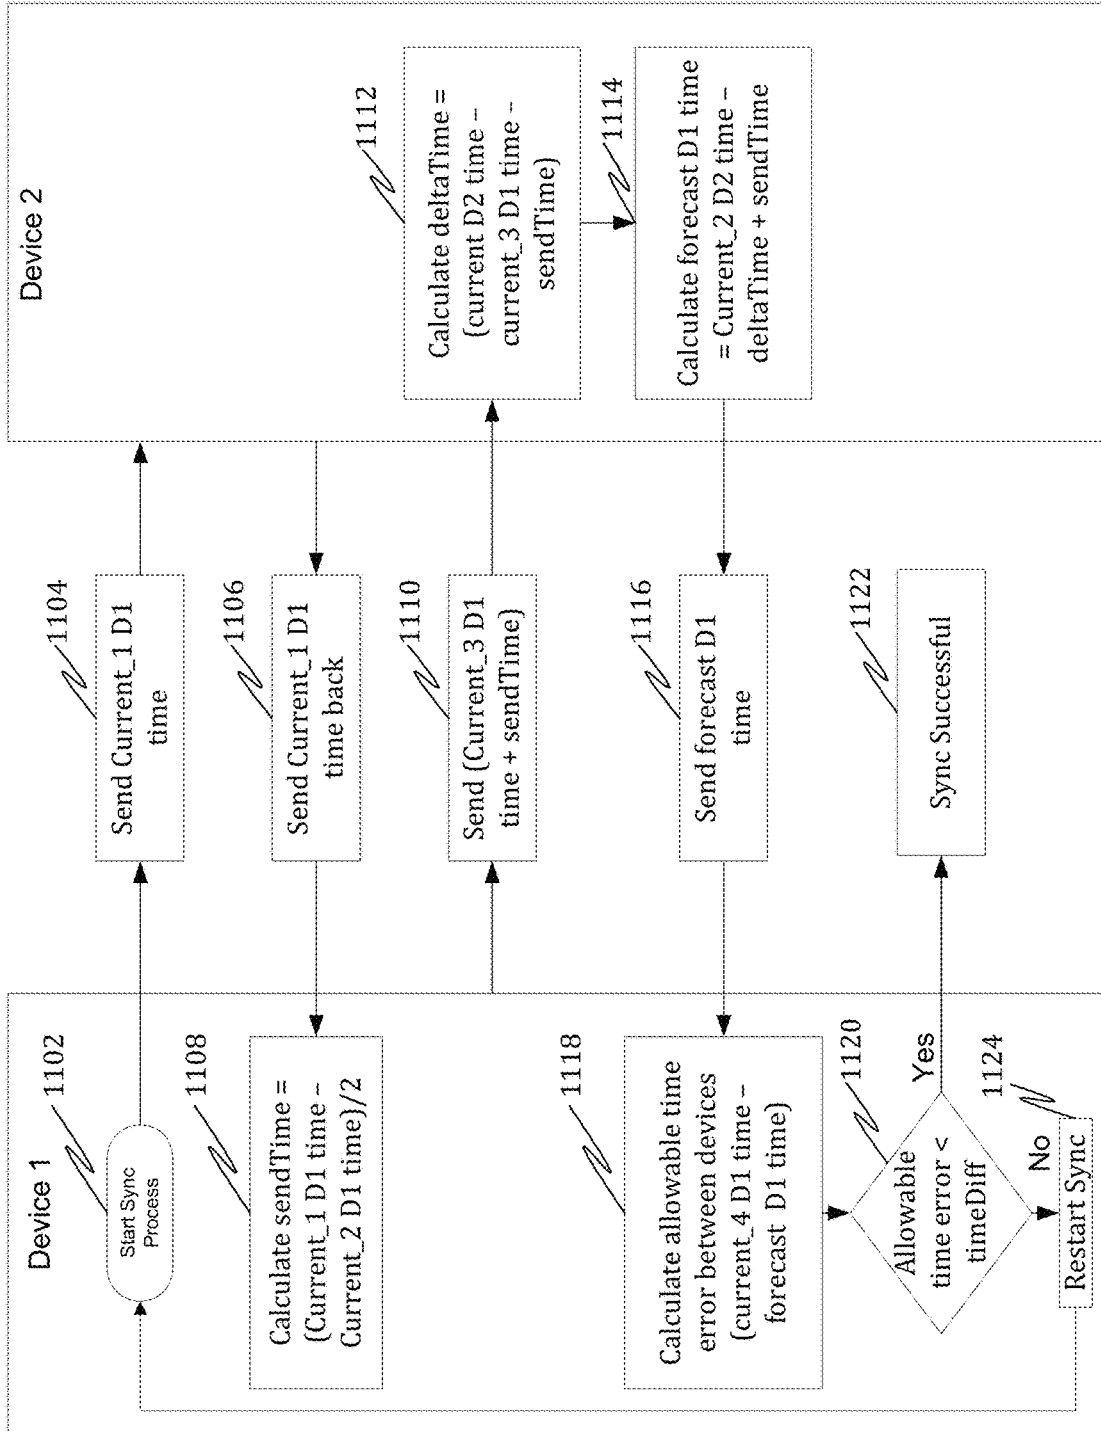 Device 1
Device 2
1102
Start Sync
Process
1104
Send Current_1 D1
time
1106
Send Current_1 D1
time back
1108
Calculate sendTime =
(Current_1 D1 time –
Current_2 D1 time)/2
1110
Send (Current_3 D1
time + sendTime)
1112
Calculate deltaTime =
(current D2 time –
current_3 D1 time –
sendTime)
1114
Calculate forecast D1 time
= Current_2 D2 time –
deltaTime + sendTime
1116
Send forecast D1
time
1118
Calculate allowable time
error between devices
(current_4 D1 time –
forecast D1 time)
1120
Allowable
time error <
timeDiff
Yes
1122
Sync Successful
No
1124
Restart Sync